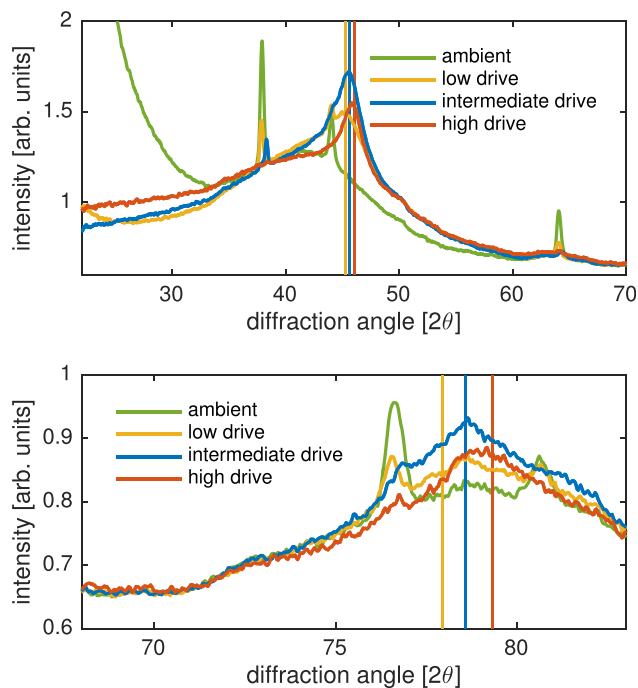 2
1.5
1
intensity [arb. units]
ambient
low drive
intermediate drive
high drive
30
40
50
60
70
diffraction angle [2θ]
1
0.9
0.8
0.7
0.6
intensity [arb. units]
ambient
low drive
intermediate drive
high drive
70
75
80
diffraction angle [2θ]